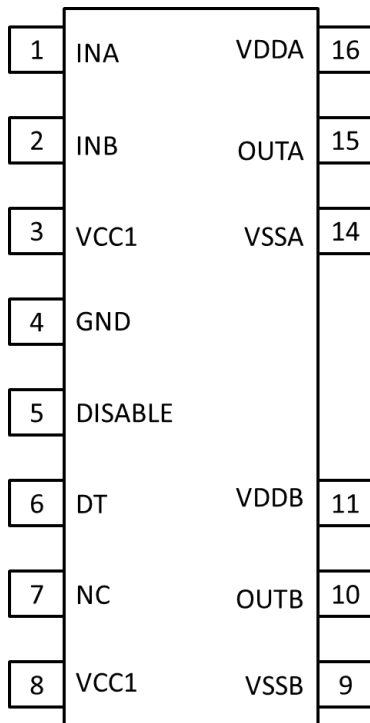 1 INA VDDA 16
2 INB OUTA 15
3 VCC1 VSSA 14
4 GND
5 DISABLE
6 DT VDDB 11
7 NC OUTB 10
8 VCC1 VSSB 9